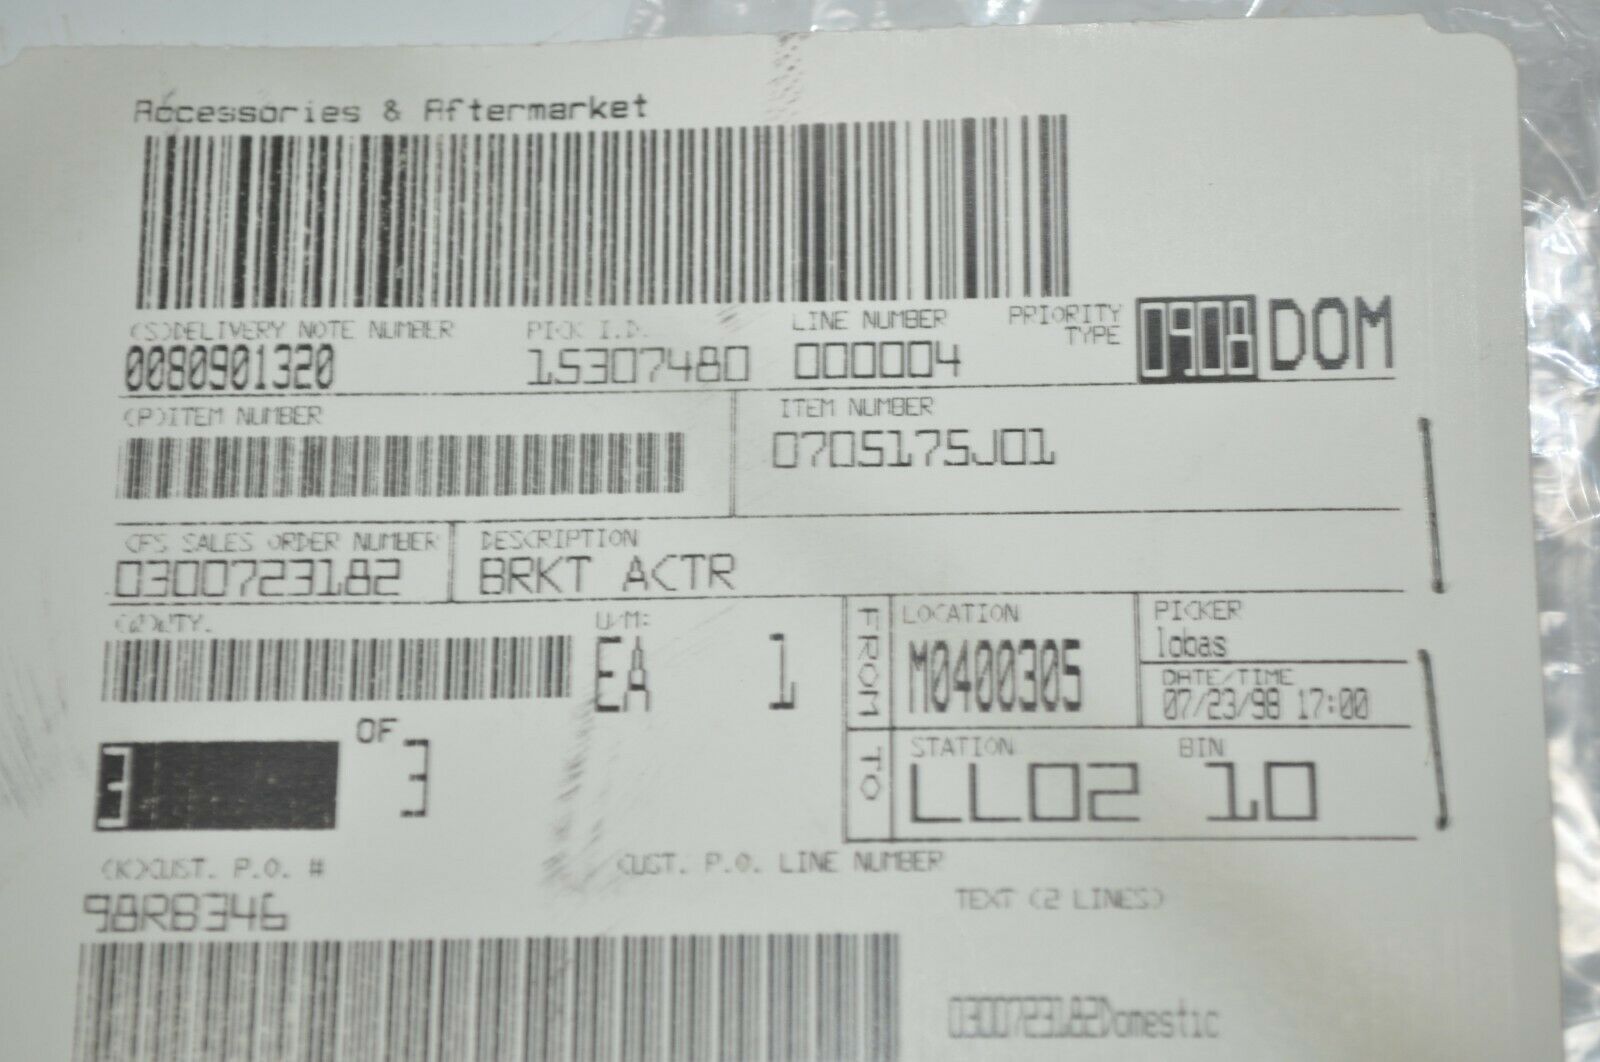 Accessories & Aftermarket
(S)DELIVERY NOTE NUMBER PICK I.D. LINE NUMBER PRIORITY TYPE
0080901320 15307480 000004 0908 DOM
(P)ITEM NUMBER ITEM NUMBER
0705175J01
CFS SALES ORDER NUMBER DESCRIPTION
0300723182 BRKT ACTR
(Q)QTY. U/M: FROM LOCATION PICKER
EA 1 M0400305 lobas
DATE/TIME
07/23/98 17:00
3 OF 3 TO STATION BIN
LL02 10
(K)CUST. P.O. # CUST. P.O. LINE NUMBER
98RB346 TEXT (2 LINES)
0300723182Domestic